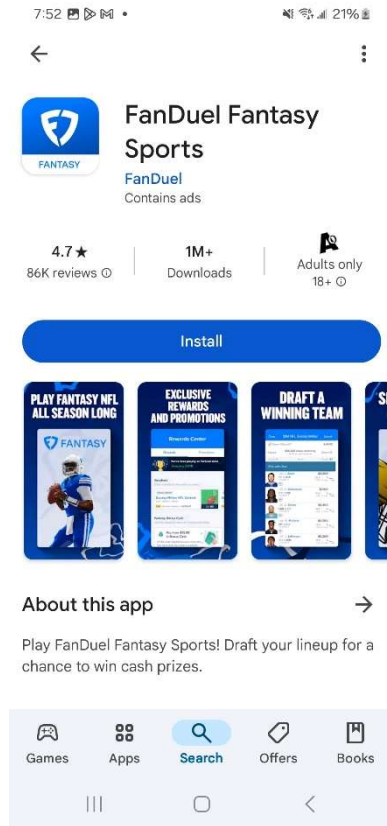 7:52
21%
FANTASY
FanDuel Fantasy
Sports
FanDuel
Contains ads
4.7★
86K reviews
1M+
Downloads
Adults only
18+
Install
PLAY FANTASY NFL
ALL SEASON LONG
FANTASY
EXCLUSIVE
REWARDS
AND PROMOTIONS
Rewards Center
DRAFT A
WINNING TEAM
About this app
Play FanDuel Fantasy Sports! Draft your lineup for a
chance to win cash prizes.
Games
Apps
Search
Offers
Books